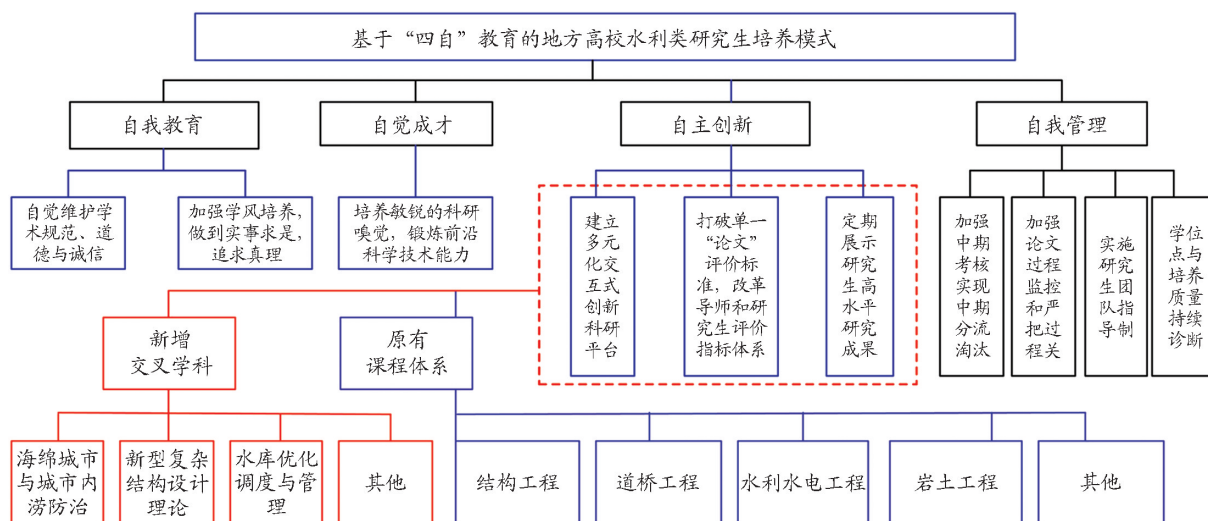 基于“四自”教育的地方高校水利类研究生培养模式
自我教育
自觉成才
自主创新
自我管理
自觉维护学
术规范、道
德与诚信
加强学风培养，
做到实事求是，
追求真理
培养敏锐的科研
嗅觉，锻炼前沿
科学技术能力
建立
多元
化交
互式
创新
科研
平台
打破单一
“论文”
评价标
准，改革
导师和研
究生评价
指标体系
定期
展示
研究
生高
水平
研究
成果
加强
中期
考核
实现
中期
分流
淘汰
加强
论文
过程
监控
和严
把过
程关
实施
研究
生团
队指
导制
学位
点与
培养
质量
持续
诊断
新增
交叉学科
原有
课程体系
海绵城市
与城市内
涝防治
新型复杂
结构设计
理论
水库优化
调度与管
理
其他
结构工程
道桥工程
水利水电工程
岩土工程
其他